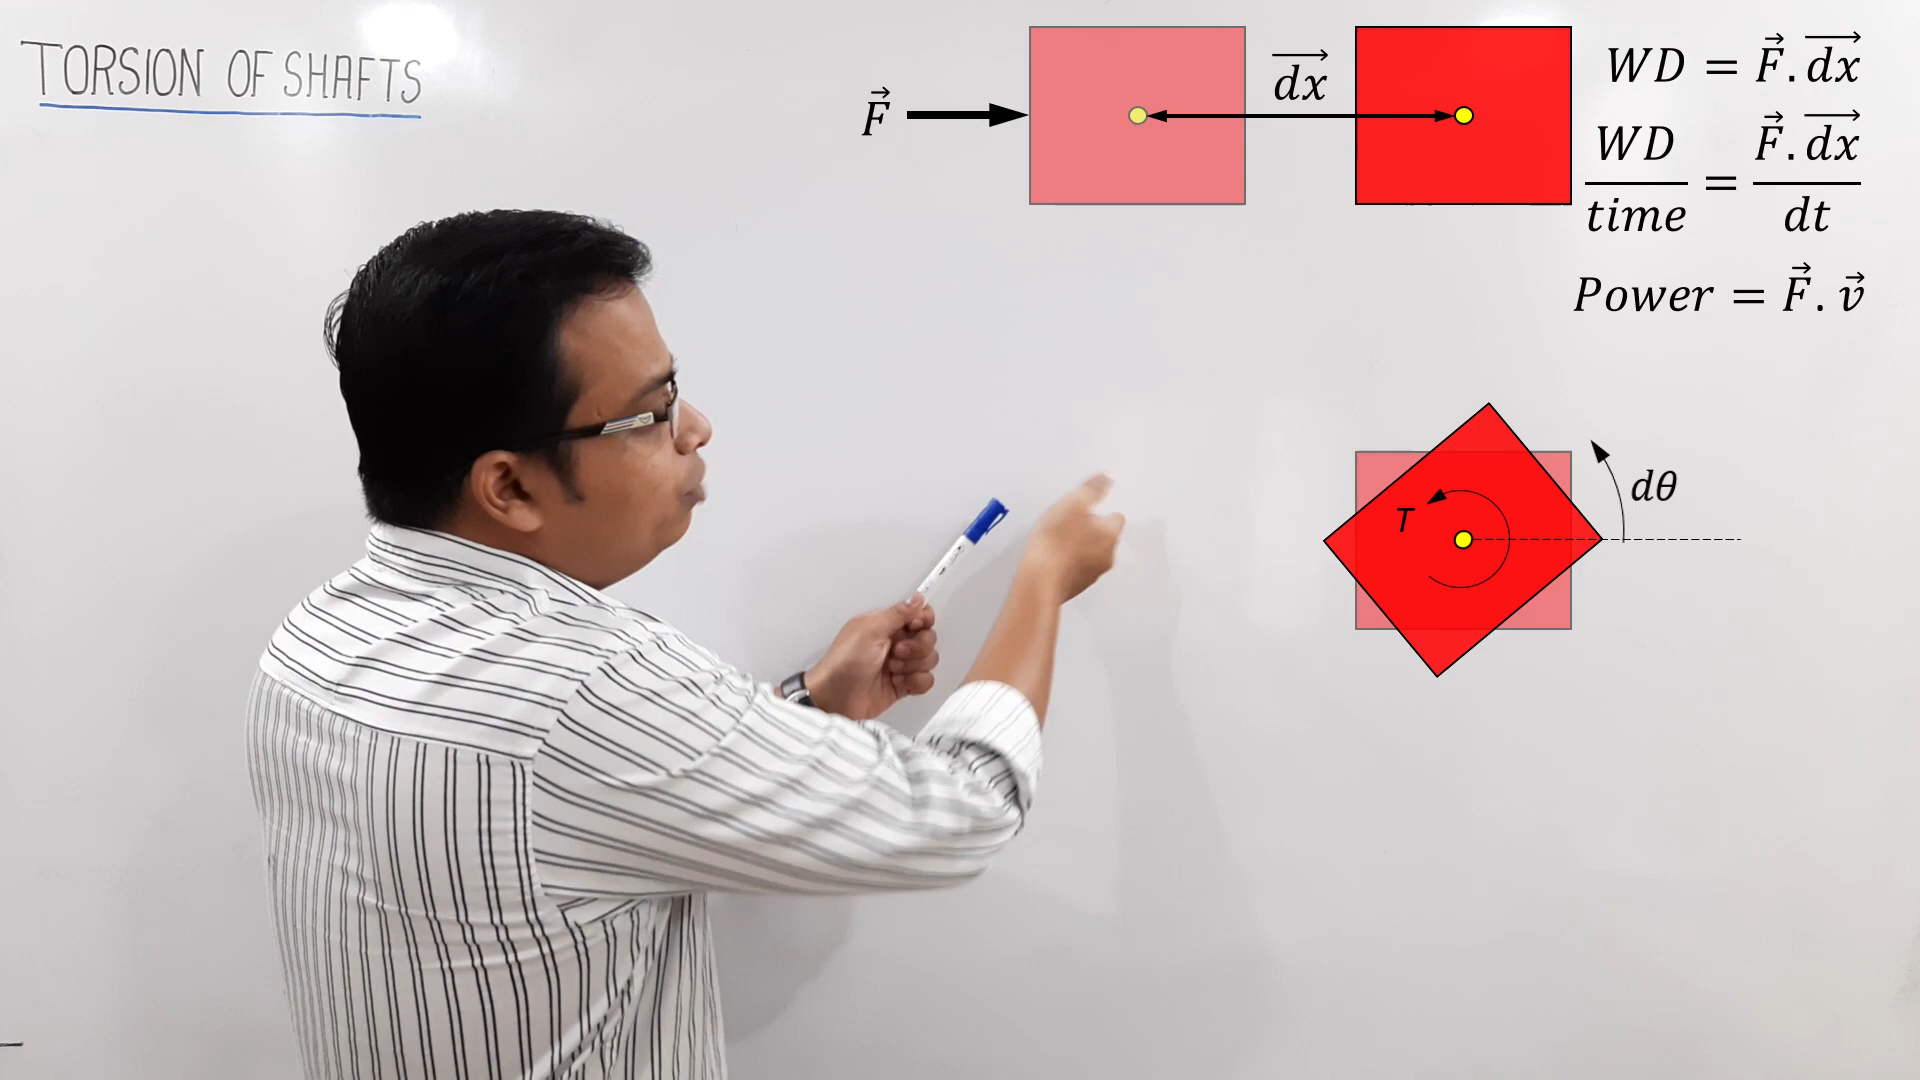 TORSION OF SHAFTS
F⃗
dx⃗
WD = F⃗ . dx⃗
WD/time = F⃗ . dx⃗/dt
Power = F⃗ . v⃗
T
dθ